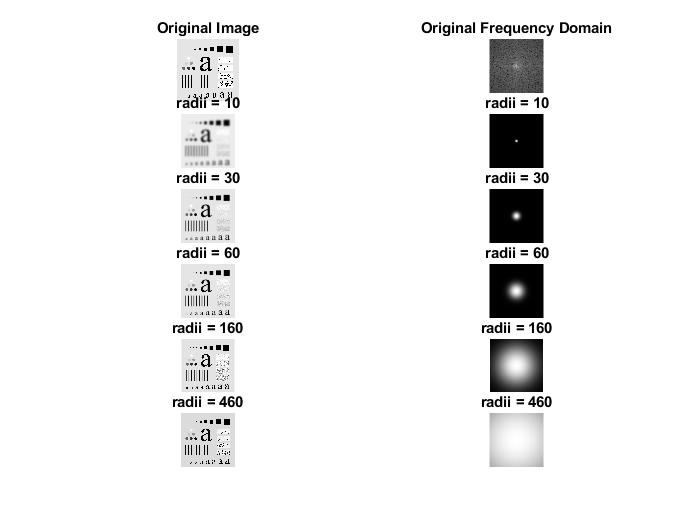 Original Image
Original Frequency Domain
a
radii = 10
radii = 10
a
radii = 30
radii = 30
a
a a a a
radii = 60
radii = 60
a
a a a
radii = 160
radii = 160
a
radii = 460
radii = 460
a